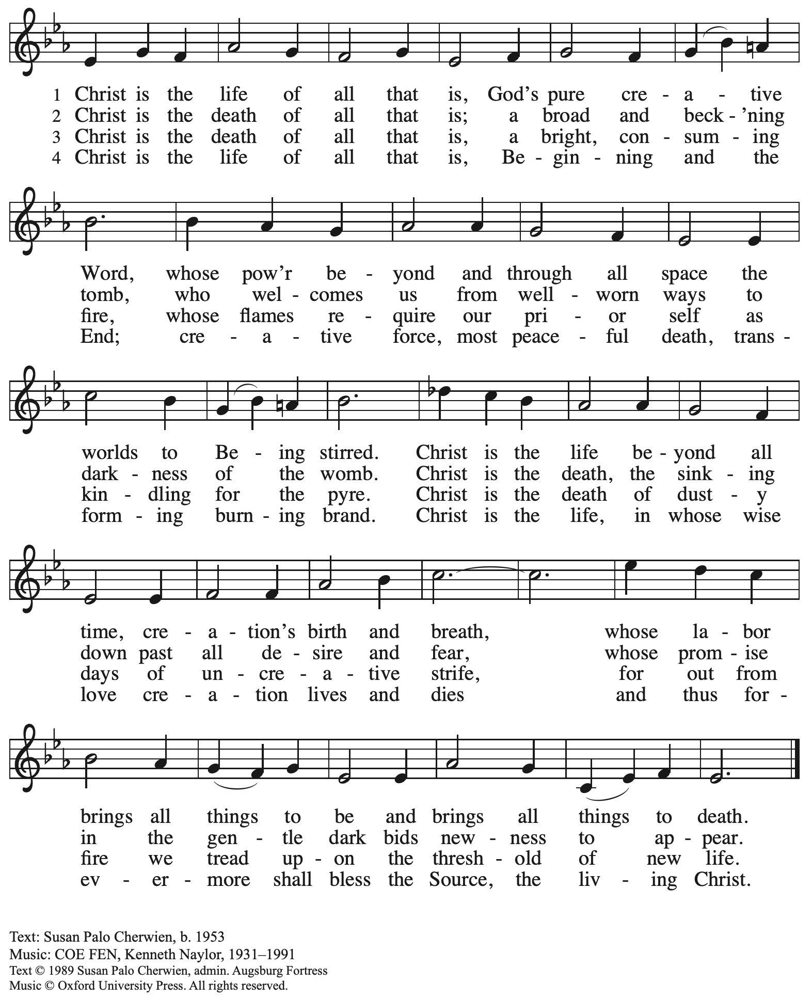 1 Christ is the life of all that is, God’s pure cre - a - tive
2 Christ is the death of all that is; a broad and beck - ’ning
3 Christ is the death of all that is, a bright, con - sum - ing
4 Christ is the life of all that is, Be - gin - ning and the
Word, whose pow’r be - yond and through all space the
tomb, who wel - comes us from well - worn ways to
fire, whose flames re - quire our pri - or self as
End; cre - a - tive force, most peace - ful death, trans -
worlds to Be - ing stirred. Christ is the life be - yond all
dark - ness of the womb. Christ is the death, the sink - ing
kin - dling for the pyre. Christ is the death of dust - y
form - ing burn - ing brand. Christ is the life, in whose wise
time, cre - a - tion’s birth and breath, whose la - bor
down past all de - sire and fear, whose prom - ise
days of un - cre - a - tive strife, for out from
love cre - a - tion lives and dies and thus for -
brings all things to be and brings all things to death.
in the gen - tle dark bids new - ness to ap - pear.
fire we tread up - on the thresh - old of new life.
ev - er - more shall bless the Source, the liv - ing Christ.
Text: Susan Palo Cherwien, b. 1953
Music: COE FEN, Kenneth Naylor, 1931–1991
Text © 1989 Susan Palo Cherwien, admin. Augsburg Fortress
Music © Oxford University Press. All rights reserved.